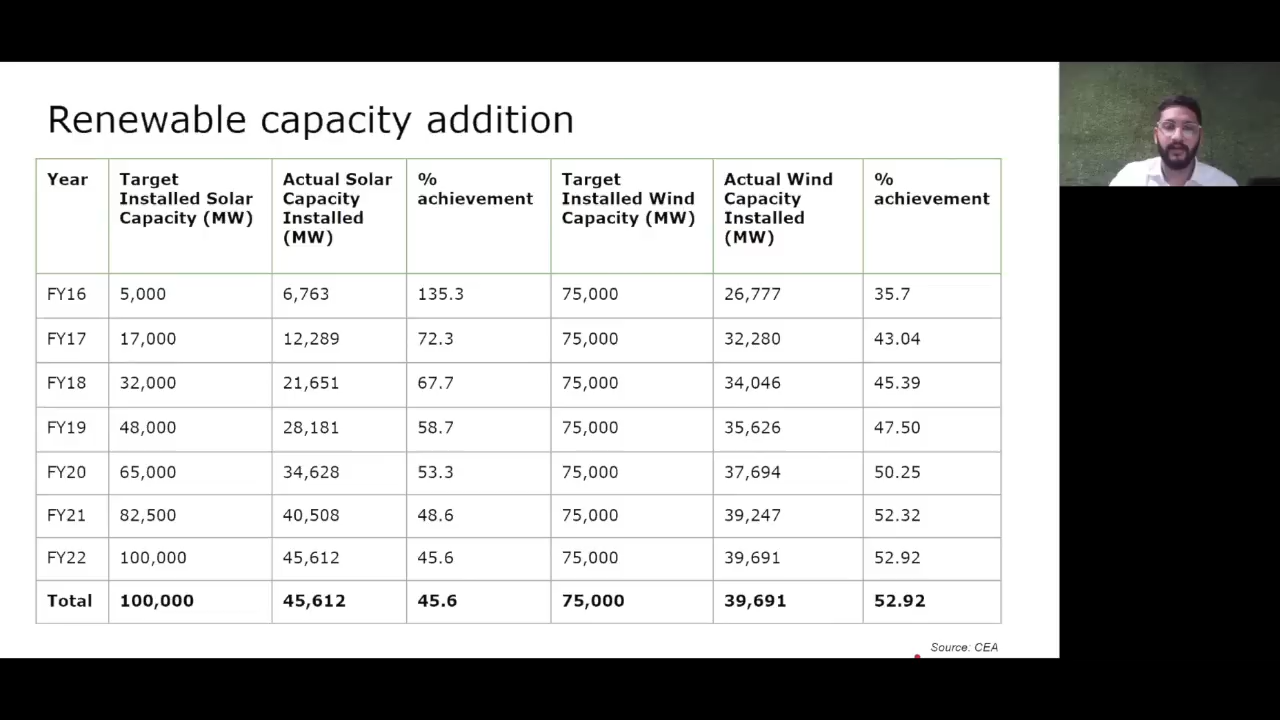 Renewable capacity addition
Year Target Installed Solar Capacity (MW) Actual Solar Capacity Installed (MW) % achievement Target Installed Wind Capacity (MW) Actual Wind Capacity Installed (MW) % achievement
FY16 5,000 6,763 135.3 75,000 26,777 35.7
FY17 17,000 12,289 72.3 75,000 32,280 43.04
FY18 32,000 21,651 67.7 75,000 34,046 45.39
FY19 48,000 28,181 58.7 75,000 35,626 47.50
FY20 65,000 34,628 53.3 75,000 37,694 50.25
FY21 82,500 40,508 48.6 75,000 39,247 52.32
FY22 100,000 45,612 45.6 75,000 39,691 52.92
Total 100,000 45,612 45.6 75,000 39,691 52.92
Source: CEA